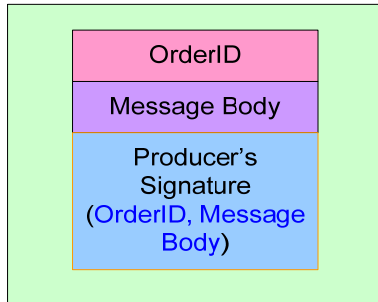 OrderID
Message Body
Producer’s
Signature
(OrderID, Message
Body)